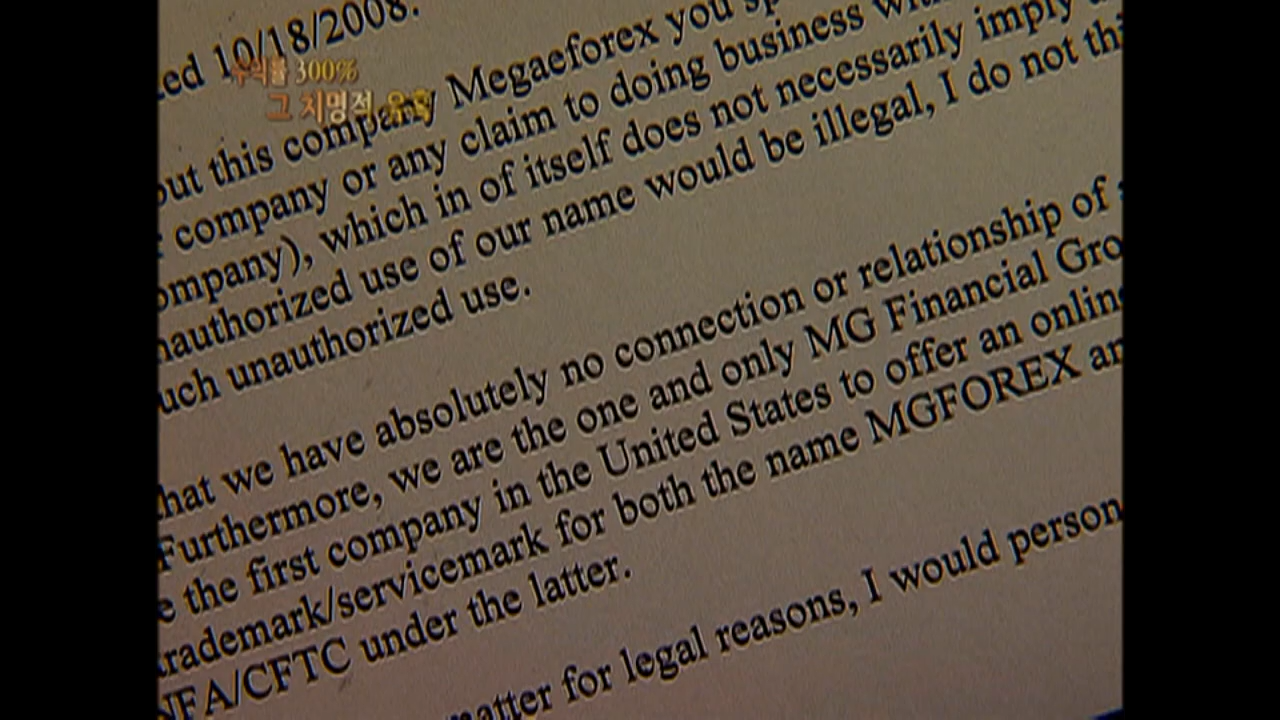 수익률 300%
그 치명적 유혹
ed 10/18/2008.
out this company Megaeforex you sp
company or any claim to doing business wi
ompany), which in of itself does not necessarily imply
nauthorized use of our name would be illegal, I do not thi
uch unauthorized use.
hat we have absolutely no connection or relationship of
Furthermore, we are the one and only MG Financial Gro
e the first company in the United States to offer an online
rademark/servicemark for both the name MGFOREX an
NFA/CFTC under the latter.
matter for legal reasons, I would person